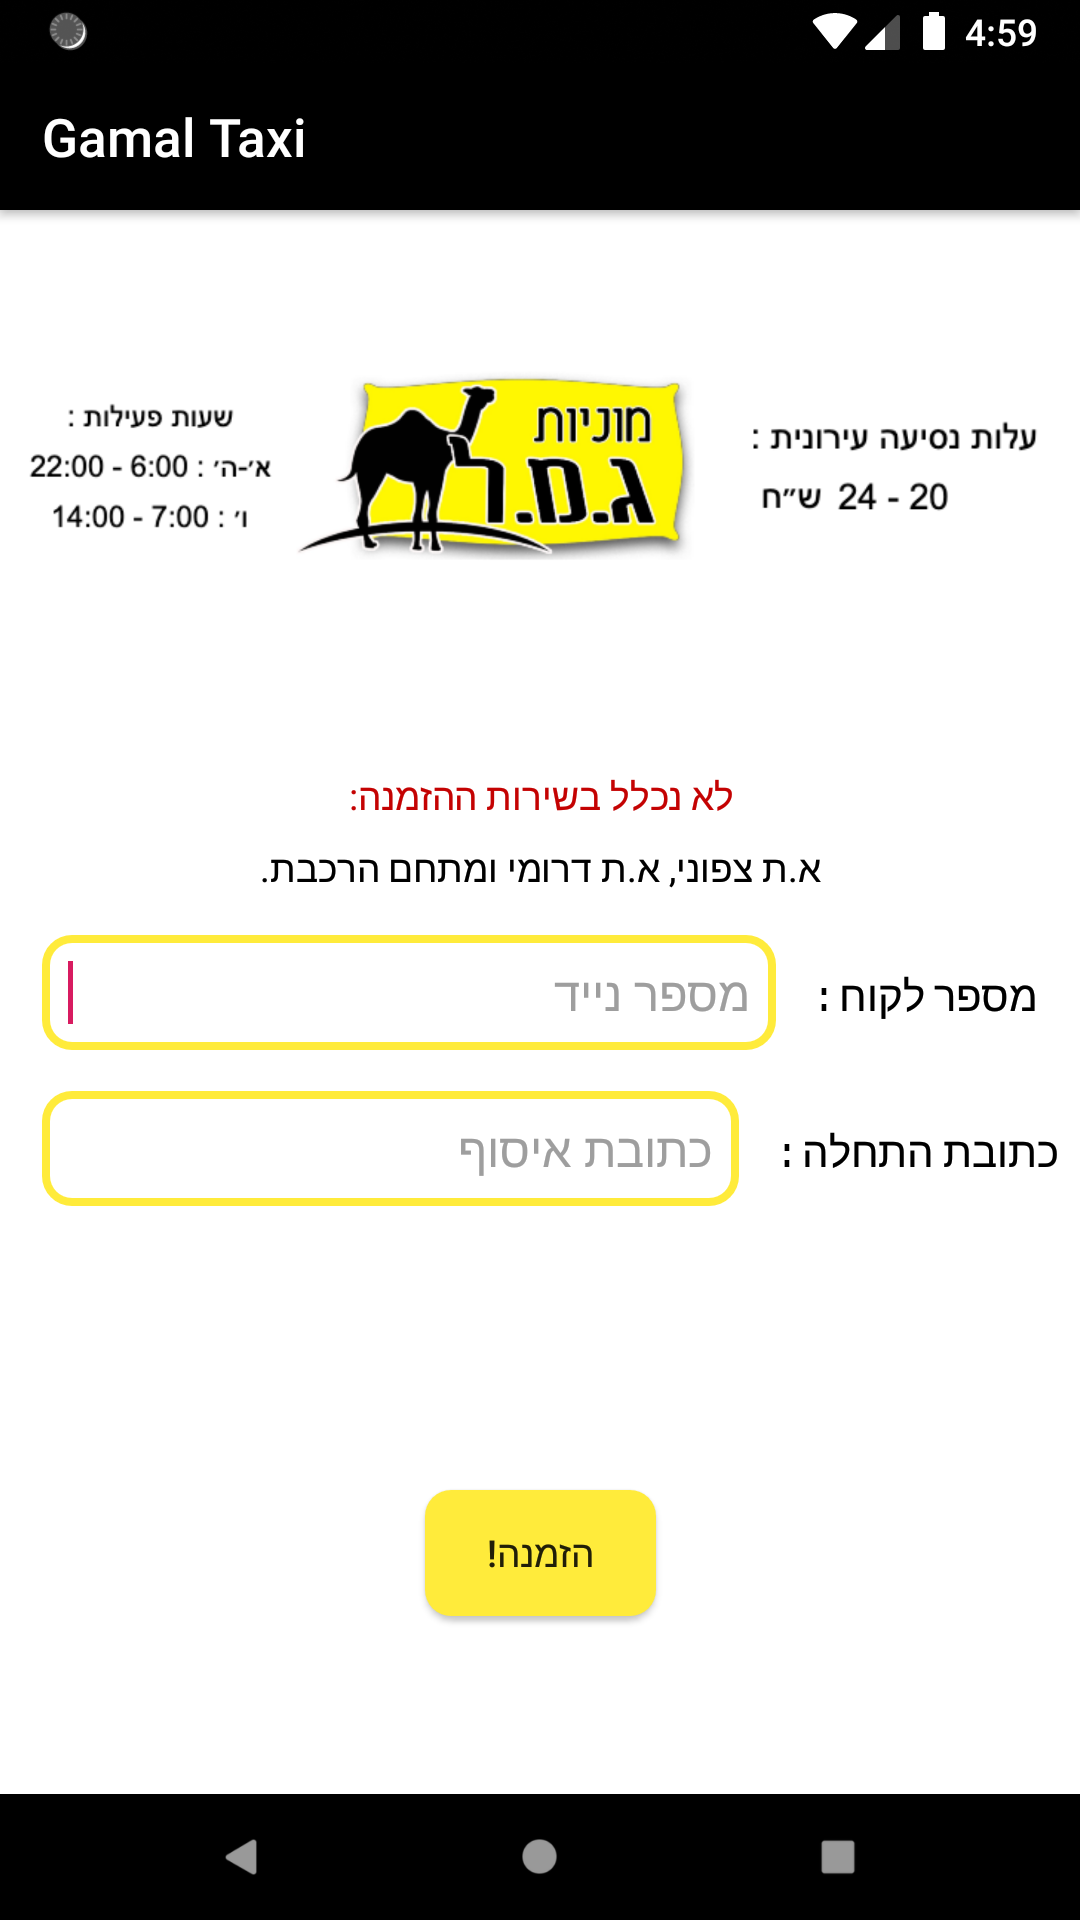 4:59
Gamal Taxi
שעות פעילות :
א׳-ה׳ : 6:00 - 22:00
ו׳ : 7:00 - 14:00
מוניות
ג.מ.ל
עלות נסיעה עירונית :
20 - 24 ש״ח
לא נכלל בשירות ההזמנה:
א.ת צפוני, א.ת דרומי ומתחם הרכבת.
מספר לקוח :
מספר נייד
כתובת התחלה :
כתובת איסוף
הזמנה!